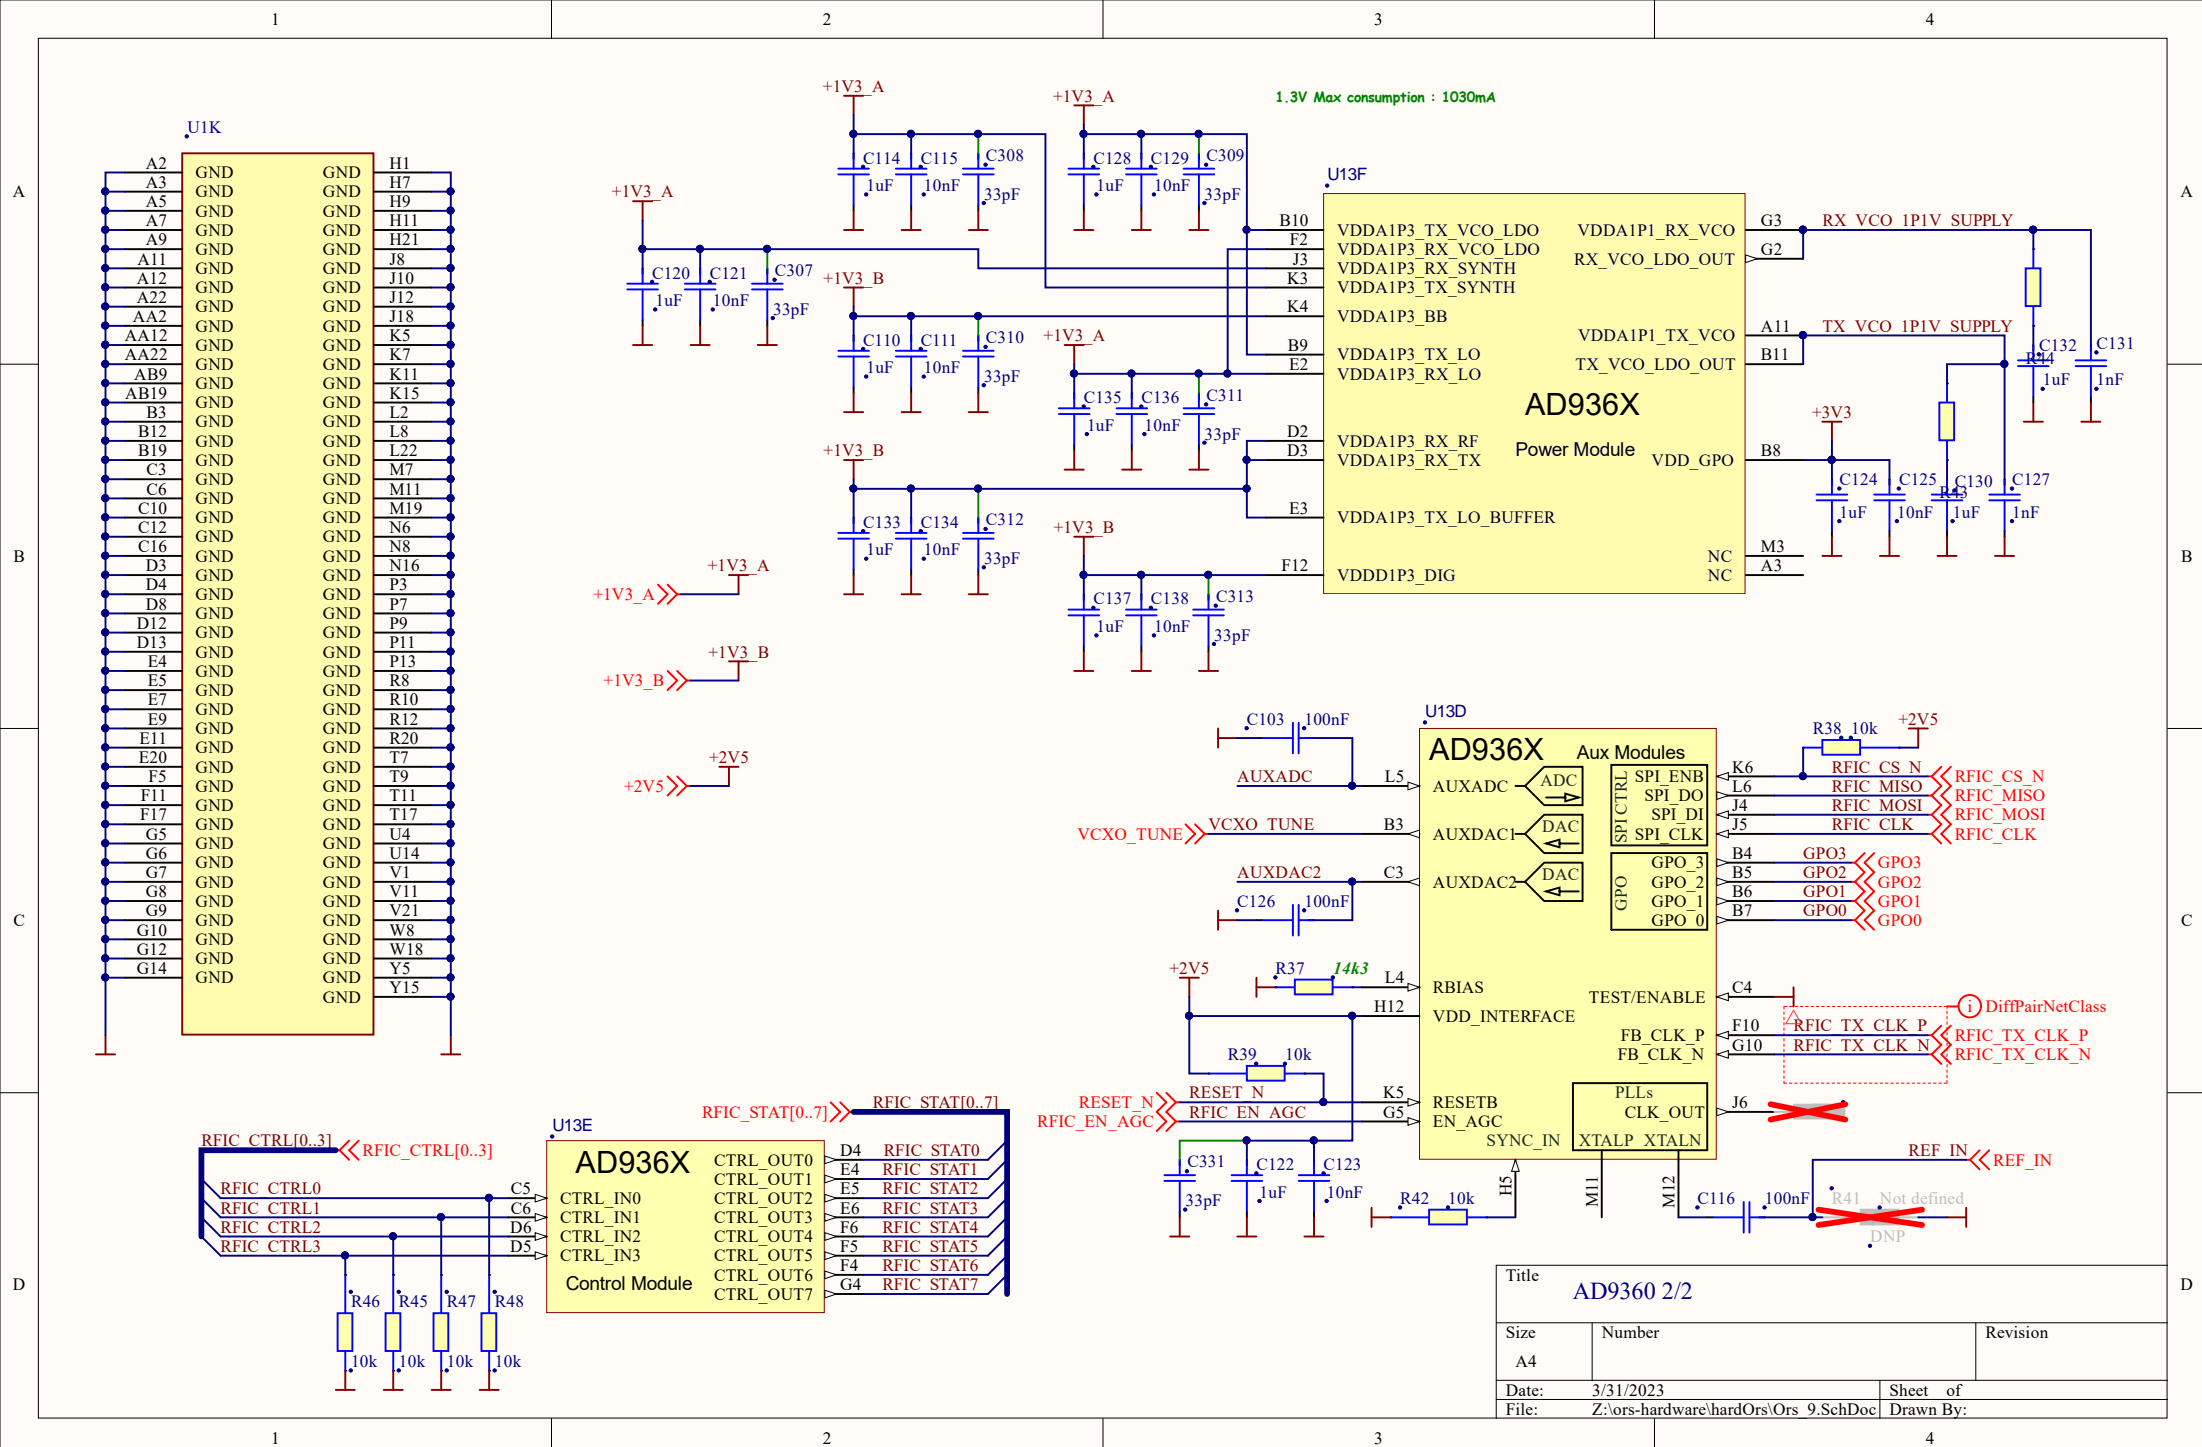 1 2 3 4
A
B
C
D
U1K
A2 GND GND H1
A3 GND GND H7
A5 GND GND H9
A7 GND GND H11
A9 GND GND H21
A11 GND GND J8
A12 GND GND J10
A22 GND GND J12
AA2 GND GND J18
AA12 GND GND K5
AA22 GND GND K7
AB9 GND GND K11
AB19 GND GND K15
B3 GND GND L2
B12 GND GND L8
B19 GND GND L22
C3 GND GND M7
C6 GND GND M11
C10 GND GND M19
C12 GND GND N6
C16 GND GND N8
D3 GND GND N16
D4 GND GND P3
D8 GND GND P7
D12 GND GND P9
D13 GND GND P11
E4 GND GND P13
E5 GND GND R8
E7 GND GND R10
E9 GND GND R12
E11 GND GND R20
E20 GND GND T7
F5 GND GND T9
F11 GND GND T11
F17 GND GND T17
G5 GND GND U4
G6 GND GND U14
G7 GND GND V1
G8 GND GND V11
G9 GND GND V21
G10 GND GND W8
G12 GND GND W18
G14 GND GND Y5
GND Y15
+1V3_A
C114 C115 C308
1uF 10nF 33pF
+1V3_A
C128 C129 C309
1uF 10nF 33pF
1.3V Max consumption : 1030mA
+1V3_A
C120 C121 C307
1uF 10nF 33pF
+1V3_B
C110 C111 C310
1uF 10nF 33pF
+1V3_A
C135 C136 C311
1uF 10nF 33pF
+1V3_B
C133 C134 C312
1uF 10nF 33pF
+1V3_B
C137 C138 C313
1uF 10nF 33pF
+1V3_A +1V3_A
+1V3_B +1V3_B
+2V5 +2V5
U13F
B10 VDDA1P3_TX_VCO_LDO
F2 VDDA1P3_RX_VCO_LDO
J3 VDDA1P3_RX_SYNTH
K3 VDDA1P3_TX_SYNTH
K4 VDDA1P3_BB
B9 VDDA1P3_TX_LO
E2 VDDA1P3_RX_LO
D2 VDDA1P3_RX_RF
D3 VDDA1P3_RX_TX
E3 VDDA1P3_TX_LO_BUFFER
F12 VDDD1P3_DIG
AD936X
Power Module
VDDA1P1_RX_VCO G3 RX_VCO_1P1V_SUPPLY
RX_VCO_LDO_OUT G2
VDDA1P1_TX_VCO A11 TX_VCO_1P1V_SUPPLY
TX_VCO_LDO_OUT B11
VDD_GPO B8
NC M3
NC A3
R44 C132 C131
1uF 1nF
+3V3
C124 C125 R43 C130 C127
1uF 10nF 1uF 1nF
U13D
AD936X Aux Modules
C103 100nF
AUXADC L5 AUXADC ADC
VCXO_TUNE VCXO_TUNE B3 AUXDAC1 DAC
AUXDAC2 C3 AUXDAC2 DAC
C126 100nF
+2V5
R37 14k3 L4 RBIAS
H12 VDD_INTERFACE
R39 10k
RESET_N RESET_N K5 RESETB
RFIC_EN_AGC RFIC_EN_AGC G5 EN_AGC
C331 C122 C123
33pF 1uF 10nF
R42 10k
SYNC_IN H5
PLLs
CLK_OUT J6
XTALP XTALN
M11 M12
C116 100nF
REF_IN REF_IN
R41 Not defined
DNP
R38 10k +2V5
SPI CTRL
SPI_ENB K6 RFIC_CS_N RFIC_CS_N
SPI_DO L6 RFIC_MISO RFIC_MISO
SPI_DI J4 RFIC_MOSI RFIC_MOSI
SPI_CLK J5 RFIC_CLK RFIC_CLK
GPO
GPO_3 B4 GPO3 GPO3
GPO_2 B5 GPO2 GPO2
GPO_1 B6 GPO1 GPO1
GPO_0 B7 GPO0 GPO0
TEST/ENABLE C4
i DiffPairNetClass
FB_CLK_P F10 RFIC_TX_CLK_P RFIC_TX_CLK_P
FB_CLK_N G10 RFIC_TX_CLK_N RFIC_TX_CLK_N
RFIC_STAT[0..7] RFIC_STAT[0..7]
RFIC_CTRL[0..3] RFIC_CTRL[0..3]
U13E
AD936X
Control Module
RFIC_CTRL0 C5 CTRL_IN0
RFIC_CTRL1 C6 CTRL_IN1
RFIC_CTRL2 D6 CTRL_IN2
RFIC_CTRL3 D5 CTRL_IN3
CTRL_OUT0 D4 RFIC_STAT0
CTRL_OUT1 E4 RFIC_STAT1
CTRL_OUT2 E5 RFIC_STAT2
CTRL_OUT3 E6 RFIC_STAT3
CTRL_OUT4 F6 RFIC_STAT4
CTRL_OUT5 F5 RFIC_STAT5
CTRL_OUT6 F4 RFIC_STAT6
CTRL_OUT7 G4 RFIC_STAT7
R46 R45 R47 R48
10k 10k 10k 10k
Title
AD9360 2/2
Size Number Revision
A4
Date: 3/31/2023 Sheet of
File: Z:\ors-hardware\hardOrs\Ors_9.SchDoc Drawn By:
A
B
C
D
1 2 3 4